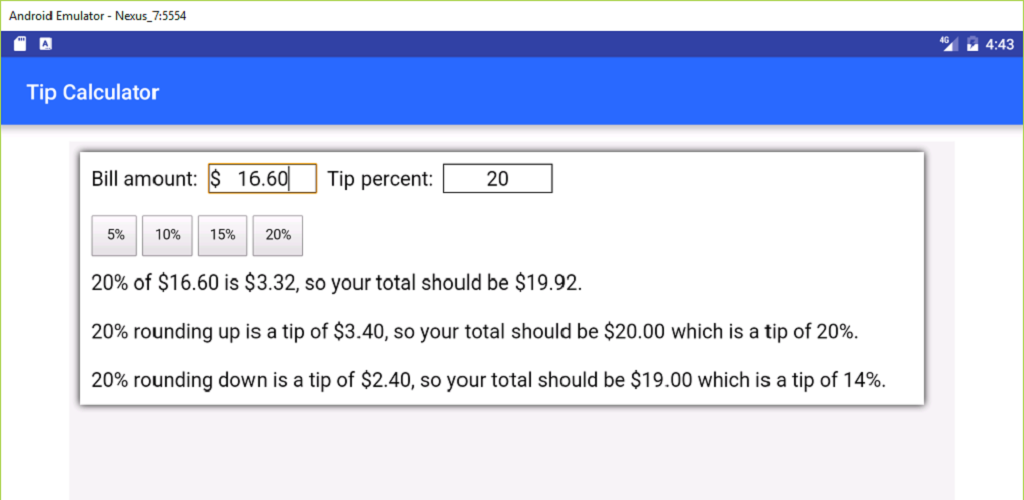 Android Emulator - Nexus_7:5554
A 4G 4:43
Tip Calculator
Bill amount: $ 16.60 Tip percent: 20
5% 10% 15% 20%
20% of $16.60 is $3.32, so your total should be $19.92.
20% rounding up is a tip of $3.40, so your total should be $20.00 which is a tip of 20%.
20% rounding down is a tip of $2.40, so your total should be $19.00 which is a tip of 14%.